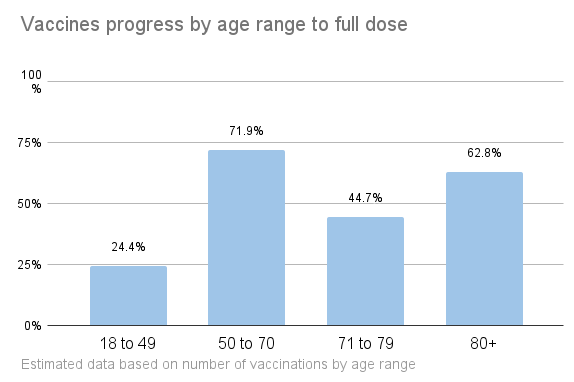 Vaccines progress by age range to full dose
100
%
75%
50%
25%
0%
24.4%
71.9%
44.7%
62.8%
18 to 49
50 to 70
71 to 79
80+
Estimated data based on number of vaccinations by age range